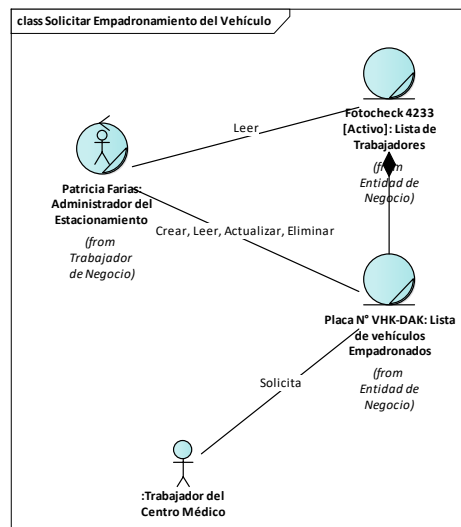 class Solicitar Empadronamiento del Vehículo
Fotocheck 4233
[Activo]: Lista de
Trabajadores
(from
Entidad de
Negocio)
Leer
Patricia Farias:
Administrador del
Estacionamiento
(from
Trabajador
de Negocio)
Crear, Leer, Actualizar, Eliminar
Placa N° VHK-DAK: Lista
de vehículos
Empadronados
(from
Entidad de
Negocio)
Solicita
:Trabajador del
Centro Médico